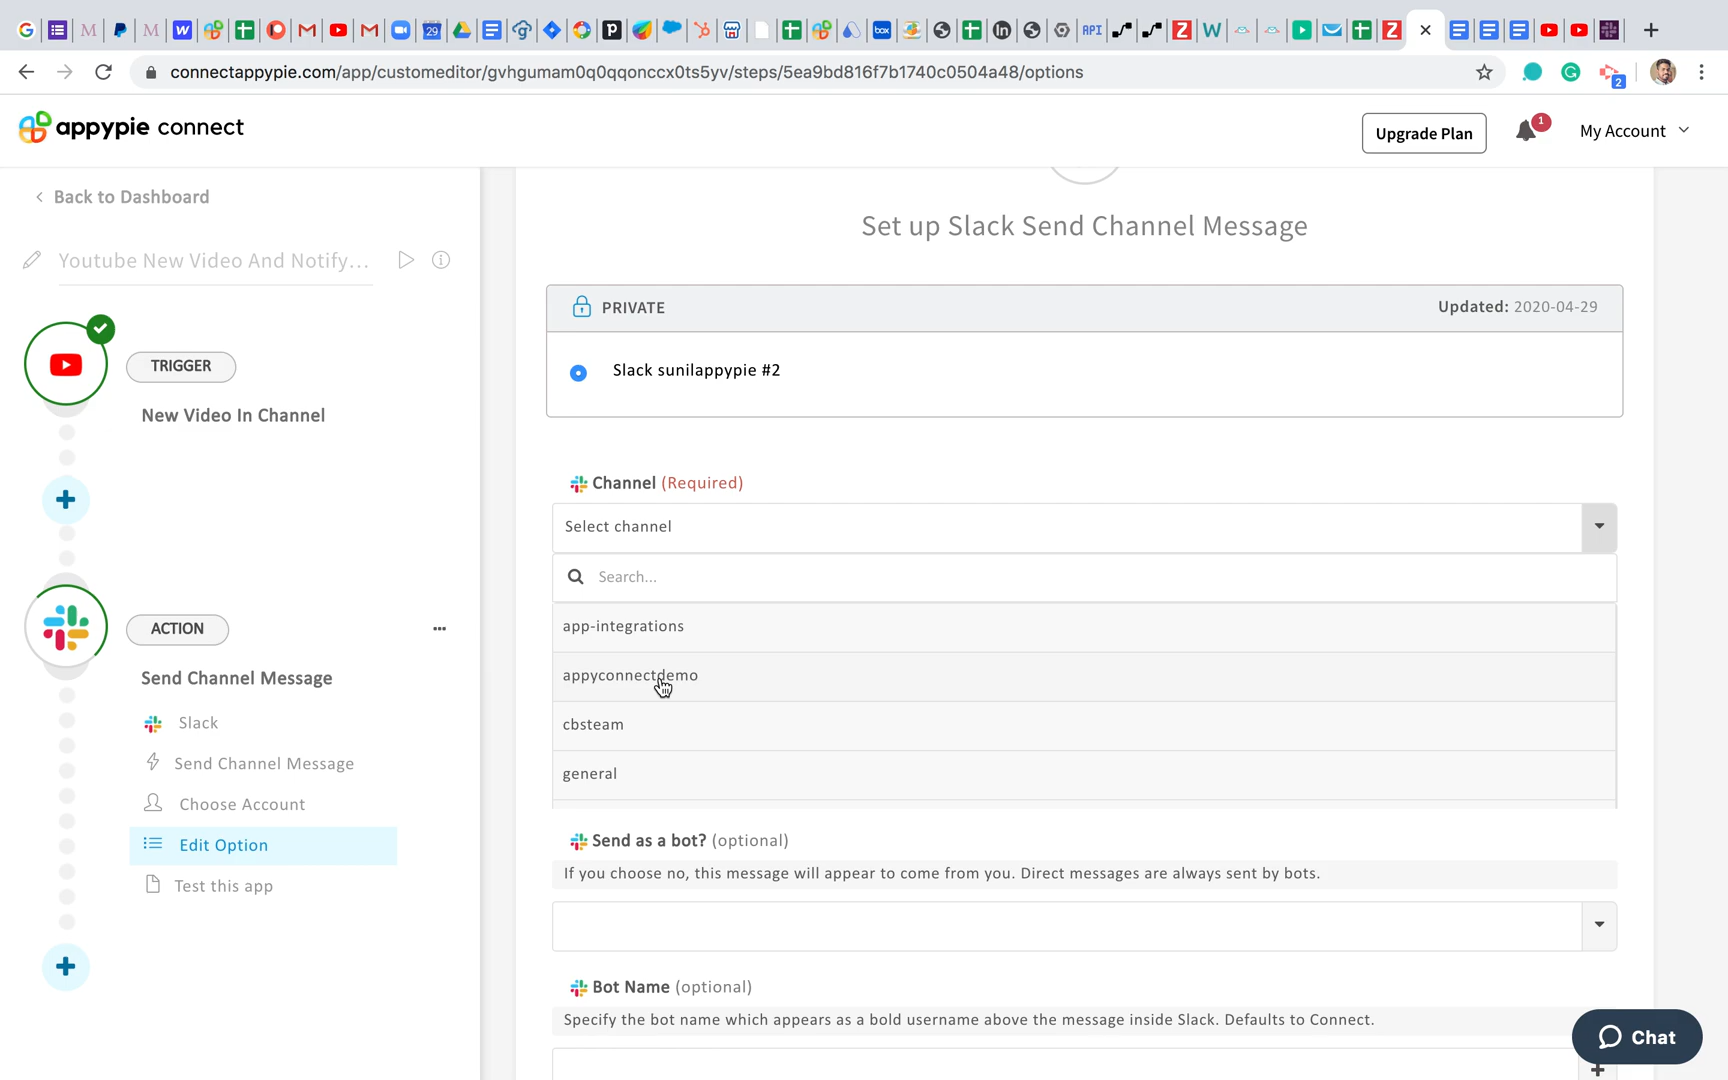 connectappypie.com/app/customeditor/gvhgumam0q0qqonccx0ts5yv/steps/5ea9bd816f7b1740c0504a48/options
2
appypie connect
Upgrade Plan
1
My Account
Back to Dashboard
Youtube New Video And Notify...
TRIGGER
New Video In Channel
ACTION
Send Channel Message
Slack
Send Channel Message
Choose Account
Edit Option
Test this app
Set up Slack Send Channel Message
PRIVATE
Updated: 2020-04-29
Slack sunilappypie #2
Channel (Required)
Select channel
Search...
app-integrations
appyconnectdemo
cbsteam
general
Send as a bot? (optional)
If you choose no, this message will appear to come from you. Direct messages are always sent by bots.
Bot Name (optional)
Specify the bot name which appears as a bold username above the message inside Slack. Defaults to Connect.
Chat